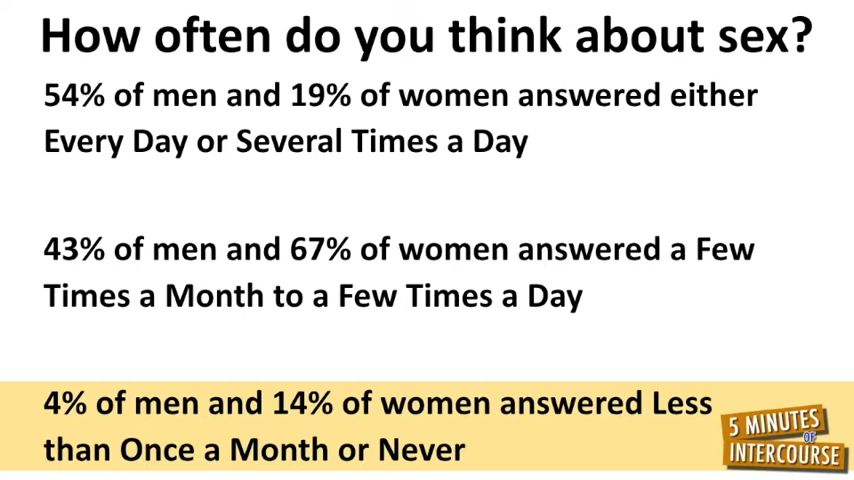 How often do you think about sex?
54% of men and 19% of women answered either
Every Day or Several Times a Day
43% of men and 67% of women answered a Few
Times a Month to a Few Times a Day
4% of men and 14% of women answered Less
than Once a Month or Never
5 MINUTES
OF
INTERCOURSE